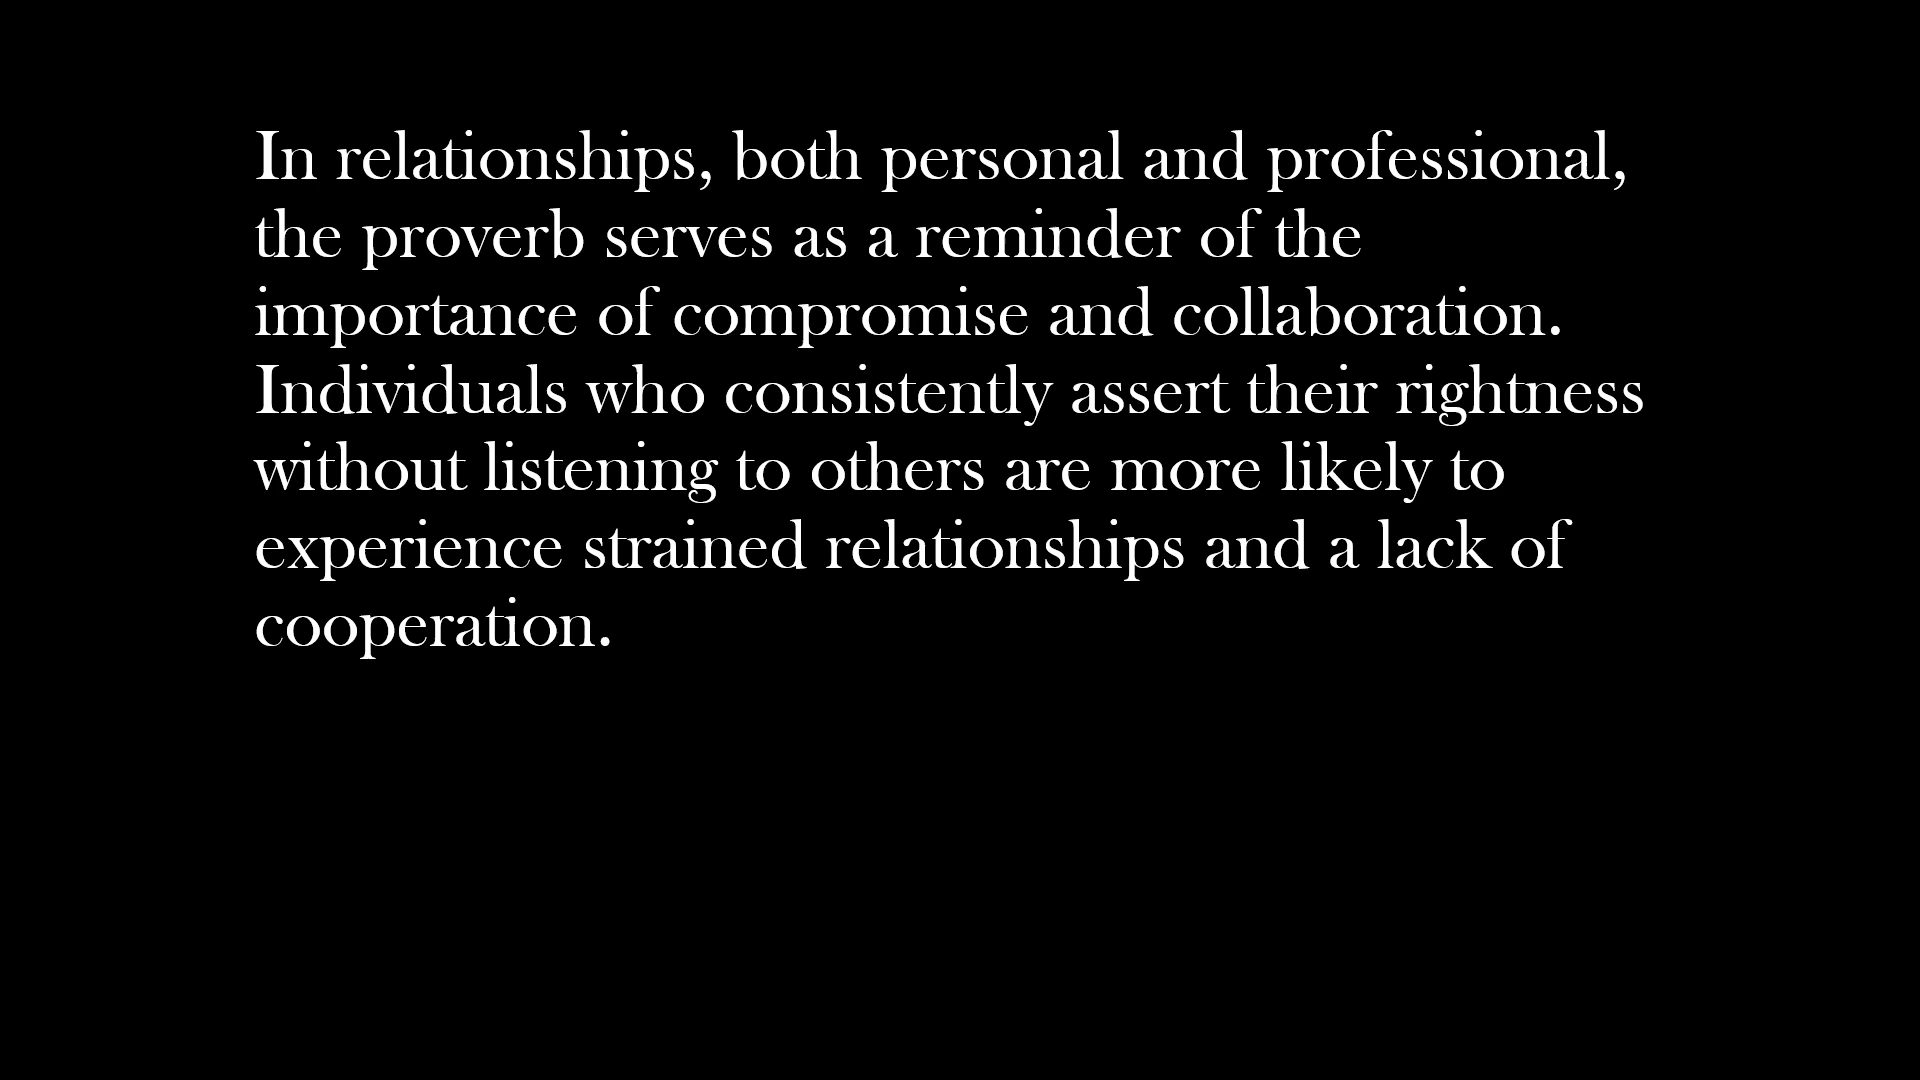 In relationships, both personal and professional,
the proverb serves as a reminder of the
importance of compromise and collaboration.
Individuals who consistently assert their rightness
without listening to others are more likely to
experience strained relationships and a lack of
cooperation.